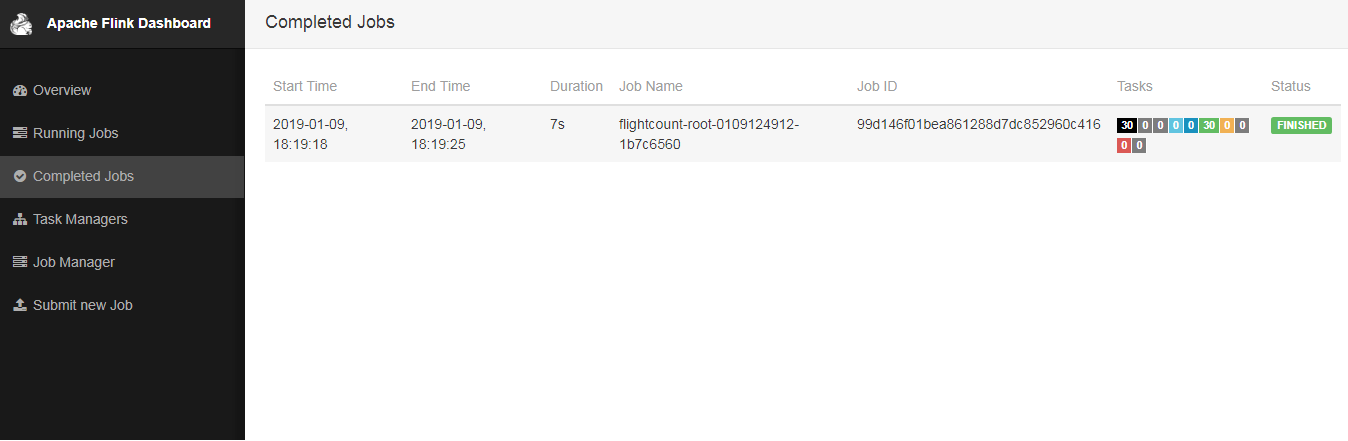 Apache Flink Dashboard
Completed Jobs
Overview
Running Jobs
Completed Jobs
Task Managers
Job Manager
Submit new Job
Start Time End Time Duration Job Name Job ID Tasks Status
2019-01-09, 2019-01-09, 7s flightcount-root-0109124912- 99d146f01bea861288d7dc852960c416 30 0 0 0 0 30 0 0 FINISHED
18:19:18 18:19:25 1b7c6560 0 0